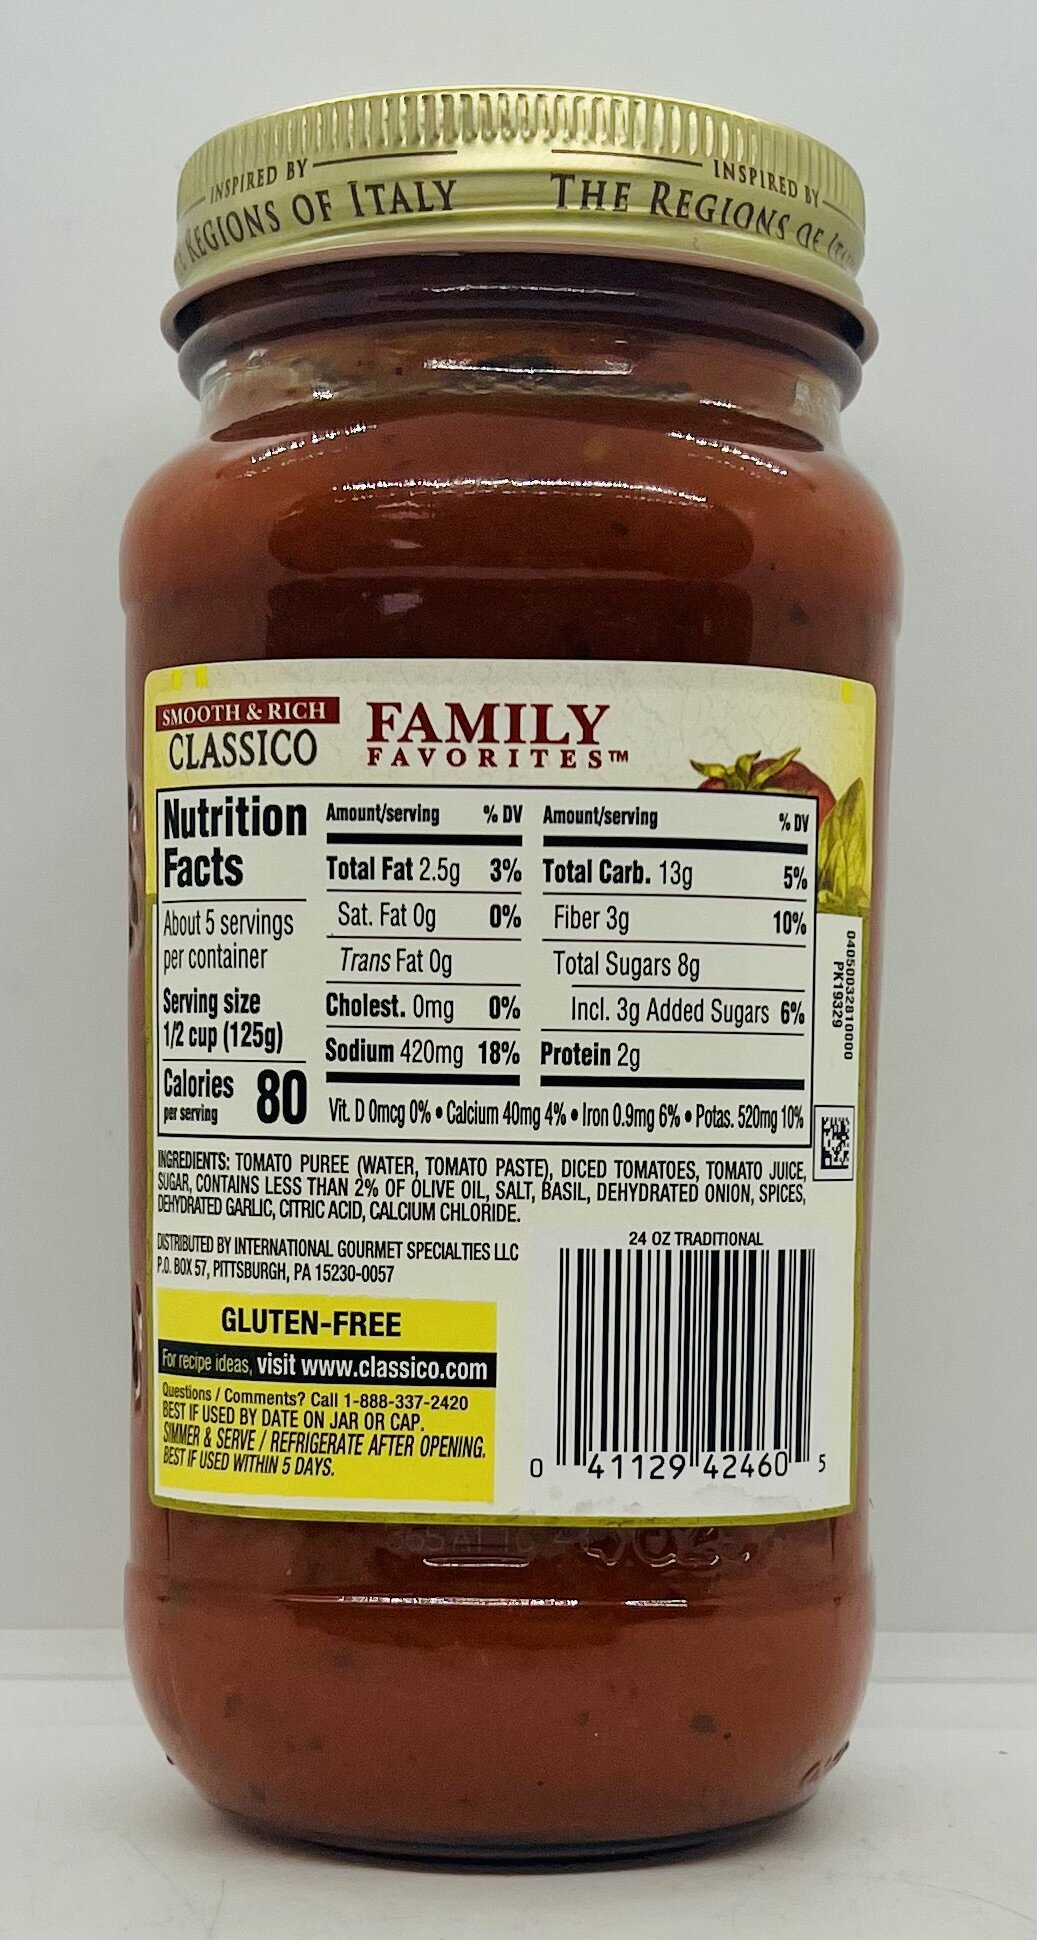 INSPIRED BY
REGIONS OF ITALY
INSPIRED BY
THE REGIONS OF
SMOOTH & RICH
CLASSICO
FAMILY
FAVORITES™
Nutrition
Facts
About 5 servings
per container
Serving size
1/2 cup (125g)
Calories 80
per serving
Amount/serving % DV
Total Fat 2.5g 3%
Sat. Fat 0g 0%
Trans Fat 0g
Cholest. 0mg 0%
Sodium 420mg 18%
Amount/serving % DV
Total Carb. 13g 5%
Fiber 3g 10%
Total Sugars 8g
Incl. 3g Added Sugars 6%
Protein 2g
Vit. D 0mcg 0% • Calcium 40mg 4% • Iron 0.9mg 6% • Potas. 520mg 10%
04050032810000
PK19329
INGREDIENTS: TOMATO PUREE (WATER, TOMATO PASTE), DICED TOMATOES, TOMATO JUICE,
SUGAR, CONTAINS LESS THAN 2% OF OLIVE OIL, SALT, BASIL, DEHYDRATED ONION, SPICES,
DEHYDRATED GARLIC, CITRIC ACID, CALCIUM CHLORIDE.
DISTRIBUTED BY INTERNATIONAL GOURMET SPECIALTIES LLC
P.O. BOX 57, PITTSBURGH, PA 15230-0057
GLUTEN-FREE
For recipe ideas, visit www.classico.com
Questions / Comments? Call 1-888-337-2420
BEST IF USED BY DATE ON JAR OR CAP.
SIMMER & SERVE / REFRIGERATE AFTER OPENING.
BEST IF USED WITHIN 5 DAYS.
24 OZ TRADITIONAL
0 41129 42460 5